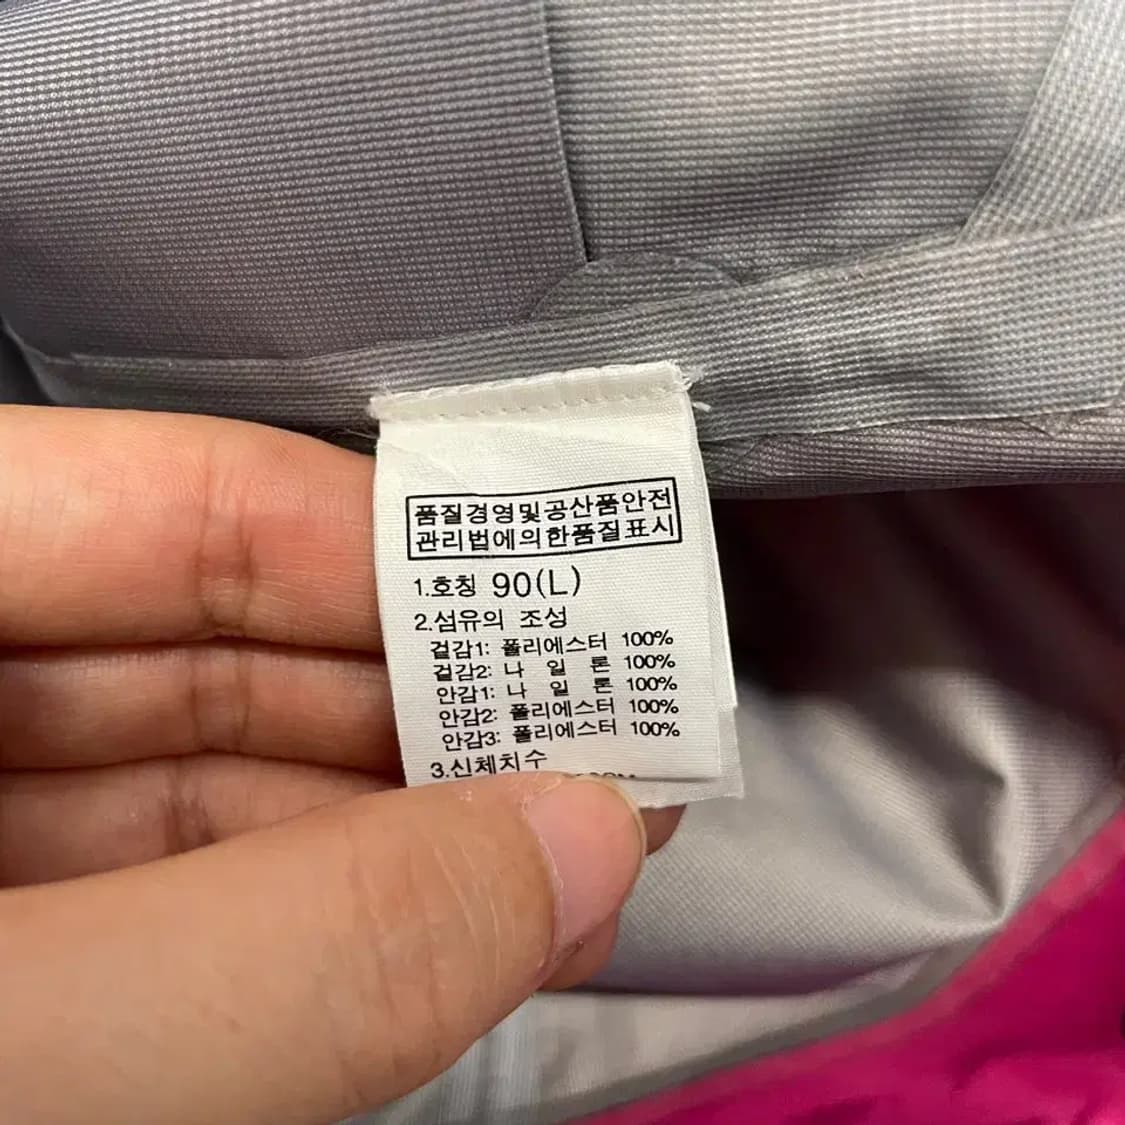 품질경영및공산품안전
관리법에의한품질표시
1.호칭 90(L)
2.섬유의 조성
겉감1: 폴리에스터 100%
겉감2: 나 일 론 100%
안감1: 나 일 론 100%
안감2: 폴리에스터 100%
안감3: 폴리에스터 100%
3.신체치수